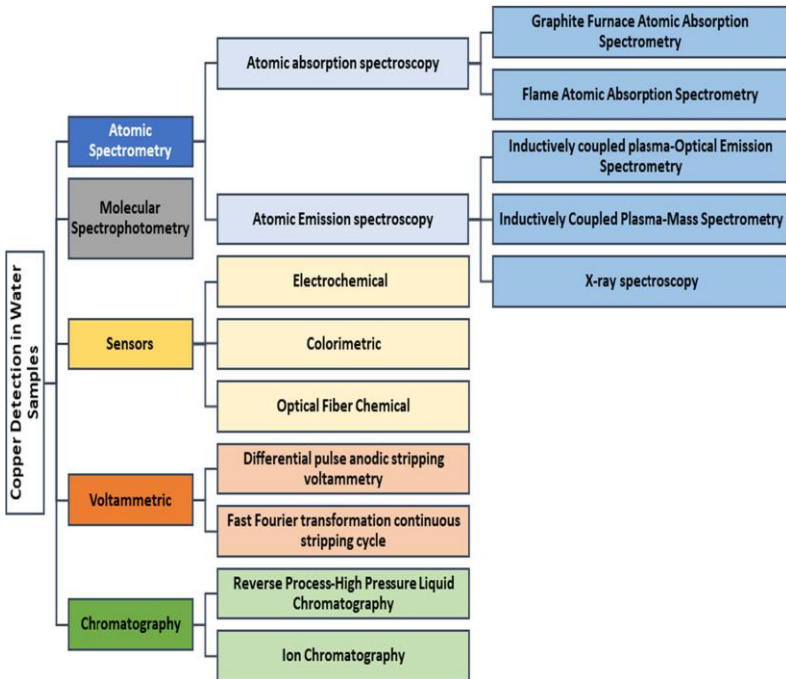 Copper Detection in Water
Samples
Atomic
Spectrometry
Molecular
Spectrophotometry
Sensors
Voltammetric
Chromatography
Atomic absorption spectroscopy
Atomic Emission spectroscopy
Electrochemical
Colorimetric
Optical Fiber Chemical
Differential pulse anodic stripping
voltammetry
Fast Fourier transformation continuous
stripping cycle
Reverse Process-High Pressure Liquid
Chromatography
Ion Chromatography
Graphite Furnace Atomic Absorption
Spectrometry
Flame Atomic Absorption Spectrometry
Inductively coupled plasma-Optical Emission
Spectrometry
Inductively Coupled Plasma-Mass Spectrometry
X-ray spectroscopy